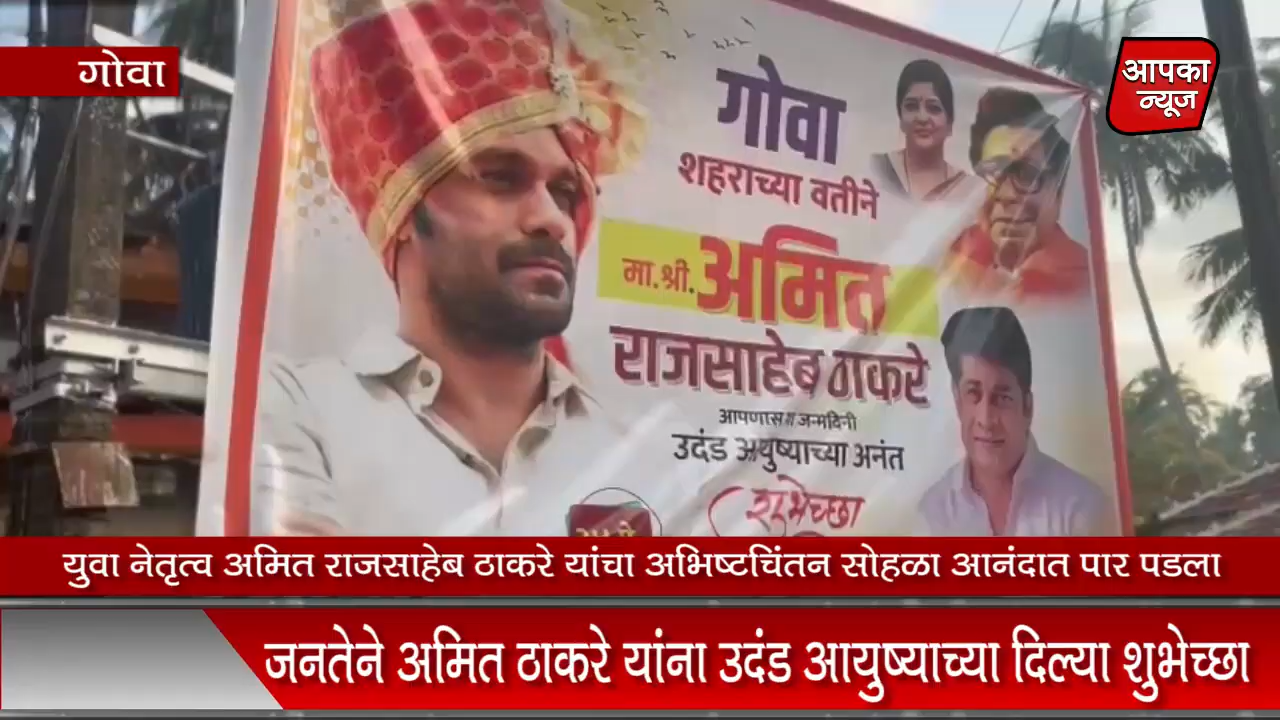 गोवा
आपका
न्यूज
गोवा
शहराच्या वतीने
मा. श्री. अमित
राजसाहेब ठाकरे
जन्मदिनी
उदंड आयुष्याच्या अनंत
शुभेच्छा
युवा नेतृत्व अमित राजसाहेब ठाकरे यांचा अभिष्टचिंतन सोहळा आनंदात पार पडला
जनतेने अमित ठाकरे यांना उदंड आयुष्याच्या दिल्या शुभेच्छा